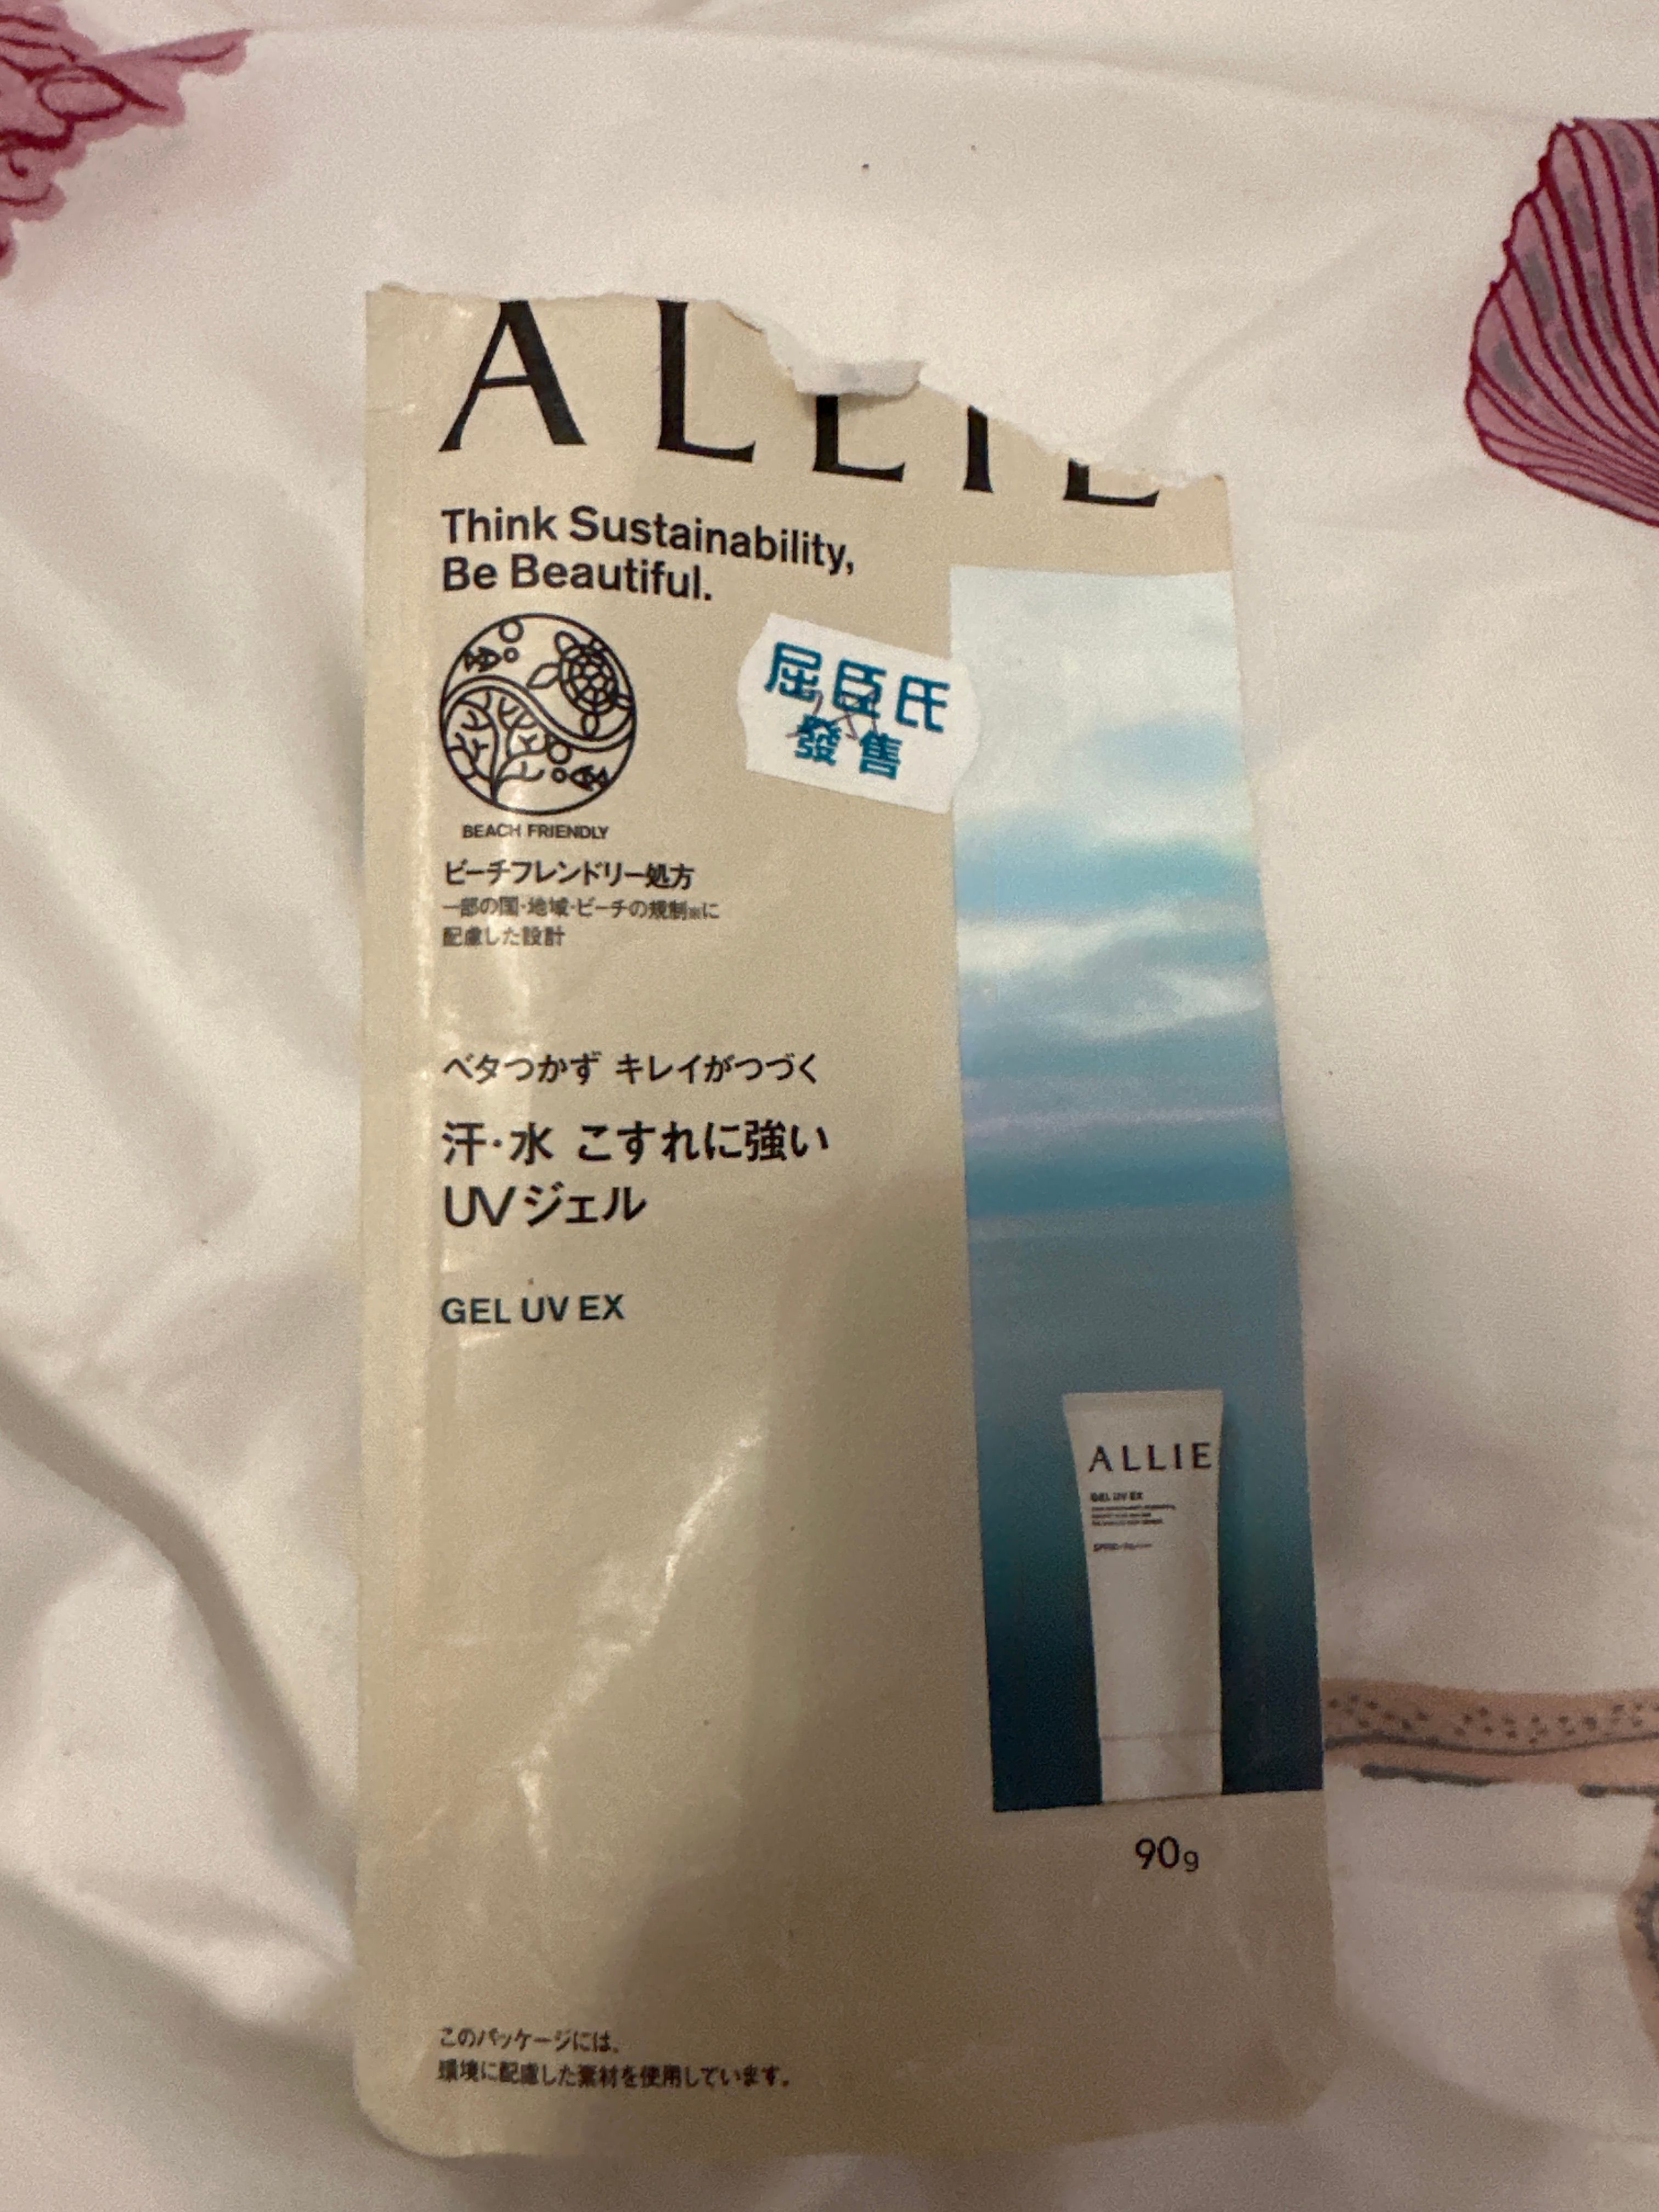 ALLIE
Think Sustainability,
Be Beautiful.
屈臣氏
發售
BEACH FRIENDLY
ビーチフレンドリー処方
一部の国・地域・ビーチの規制※に
配慮した設計
ベタつかず キレイがつづく
汗・水 こすれに強い
UVジェル
GEL UV EX
ALLIE
GEL UV EX
90g
このパッケージには、
環境に配慮した素材を使用しています。